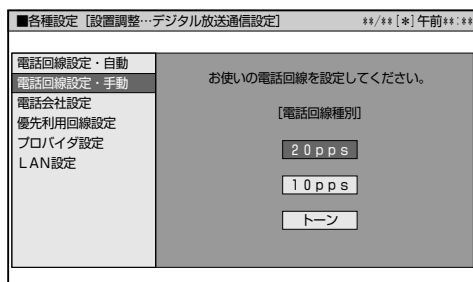 ■各種設定［設置調整…デジタル放送通信設定］ **/**[*]午前**:**
電話回線設定・自動
電話回線設定・手動
電話会社設定
優先利用回線設定
プロバイダ設定
ＬＡＮ設定
お使いの電話回線を設定してください。
［電話回線種別］
２０ｐｐｓ
１０ｐｐｓ
トーン